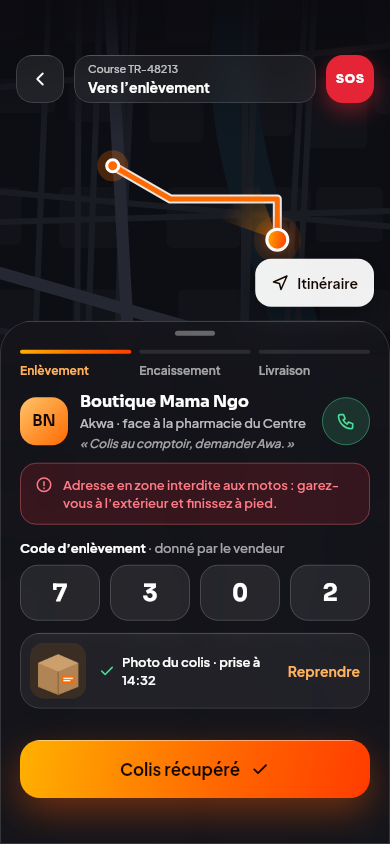 Course TR-48213
Vers l’enlèvement
SOS
Itinéraire
Enlèvement
Encaissement
Livraison
BN
Boutique Mama Ngo
Akwa · face à la pharmacie du Centre
« Colis au comptoir, demander Awa. »
Adresse en zone interdite aux motos : garez-
vous à l’extérieur et finissez à pied.
Code d’enlèvement · donné par le vendeur
7 3 0 2
Photo du colis · prise à
14:32
Reprendre
Colis récupéré